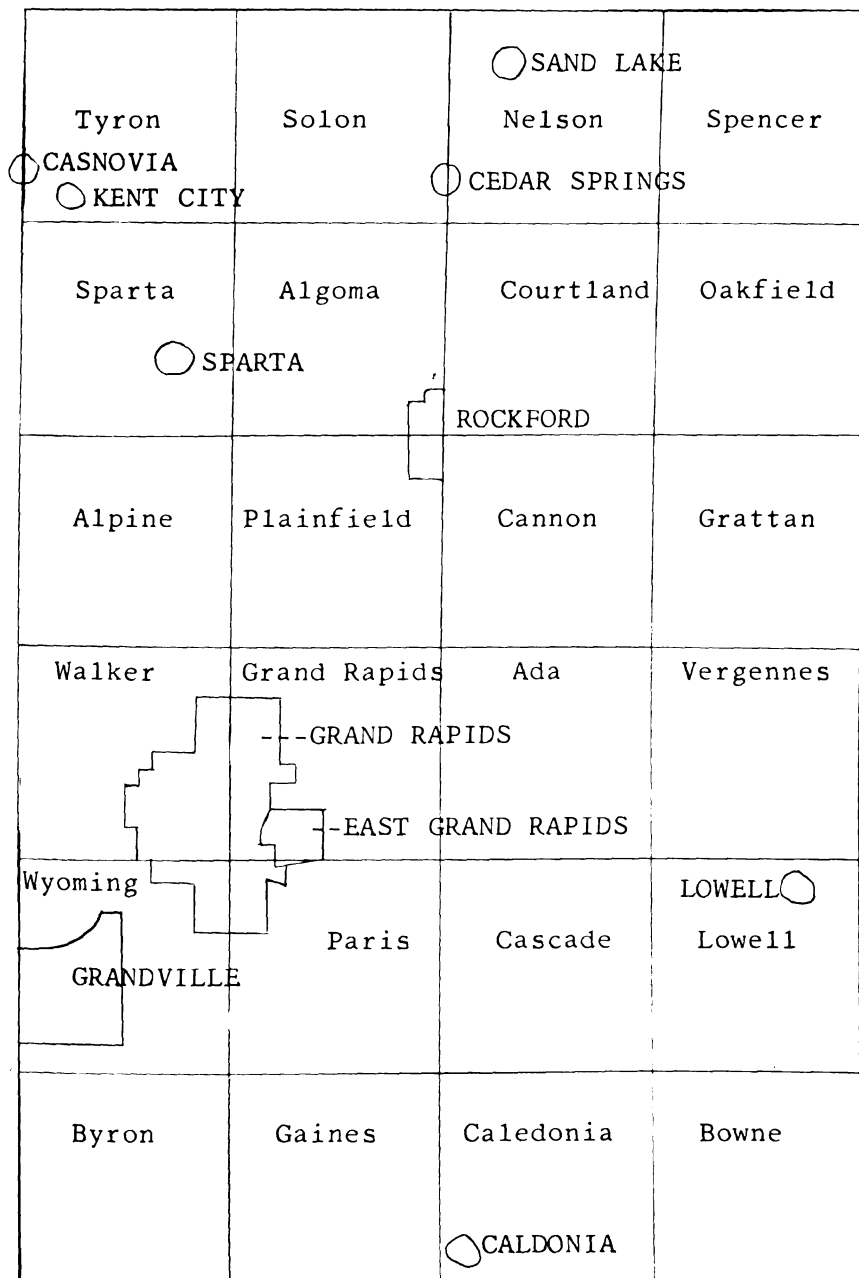 SAND LAKE
Tyron
Solon
Nelson
Spencer
CASNOVIA
KENT CITY
CEDAR SPRINGS
Sparta
Algoma
Courtland
Oakfield
SPARTA
ROCKFORD
Alpine
Plainfield
Cannon
Grattan
Walker
Grand Rapids
Ada
Vergennes
GRAND RAPIDS
EAST GRAND RAPIDS
Wyoming
LOWELL
Paris
Cascade
Lowell
GRANDVILLE
Byron
Gaines
Caledonia
Bowne
CALDONIA